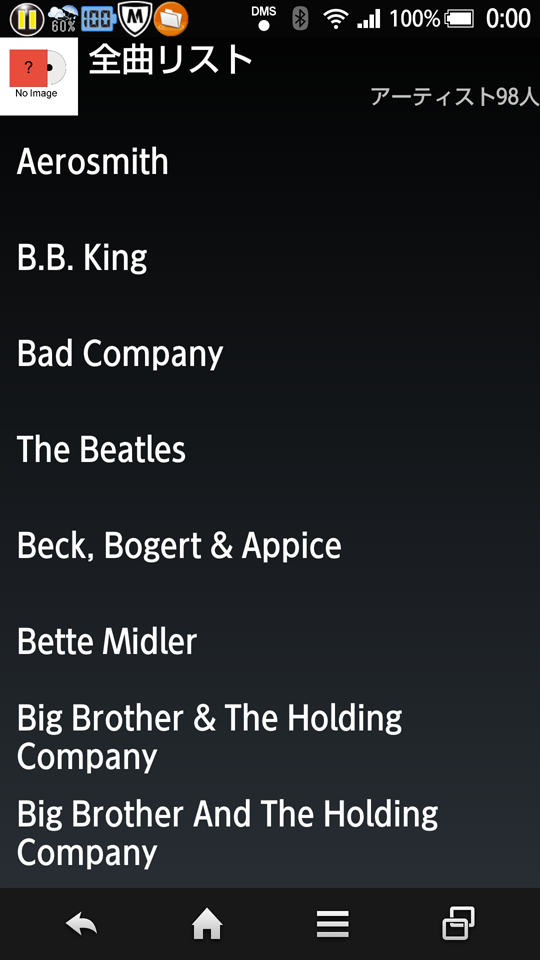 60%
DMS
100%
0:00
?
No Image
全曲リスト
アーティスト98人
Aerosmith
B.B. King
Bad Company
The Beatles
Beck, Bogert & Appice
Bette Midler
Big Brother & The Holding
Company
Big Brother And The Holding
Company